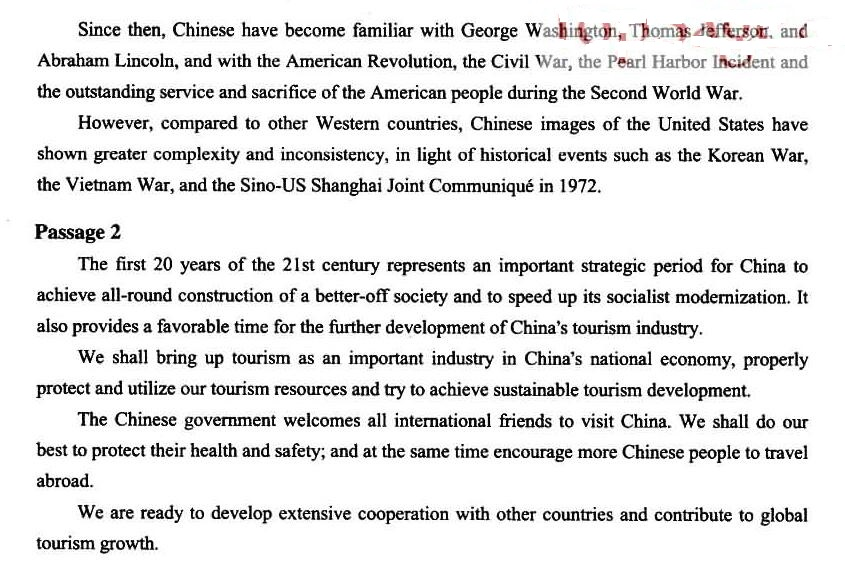 Since then, Chinese have become familiar with George Washington, Thomas Jefferson, and
Abraham Lincoln, and with the American Revolution, the Civil War, the Pearl Harbor Incident and
the outstanding service and sacrifice of the American people during the Second World War.
However, compared to other Western countries, Chinese images of the United States have
shown greater complexity and inconsistency, in light of historical events such as the Korean War,
the Vietnam War, and the Sino-US Shanghai Joint Communiqué in 1972.
Passage 2
The first 20 years of the 21st century represents an important strategic period for China to
achieve all-round construction of a better-off society and to speed up its socialist modernization. It
also provides a favorable time for the further development of China's tourism industry.
We shall bring up tourism as an important industry in China's national economy, properly
protect and utilize our tourism resources and try to achieve sustainable tourism development.
The Chinese government welcomes all international friends to visit China. We shall do our
best to protect their health and safety; and at the same time encourage more Chinese people to travel
abroad.
We are ready to develop extensive cooperation with other countries and contribute to global
tourism growth.